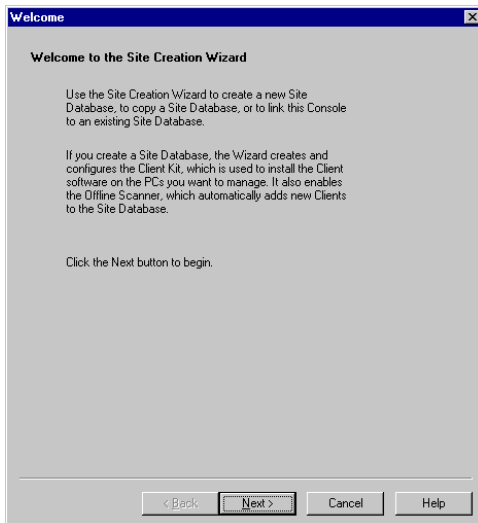 Welcome
Welcome to the Site Creation Wizard
Use the Site Creation Wizard to create a new Site
Database, to copy a Site Database, or to link this Console
to an existing Site Database.
If you create a Site Database, the Wizard creates and
configures the Client Kit, which is used to install the Client
software on the PCs you want to manage. It also enables
the Offline Scanner, which automatically adds new Clients
to the Site Database.
Click the Next button to begin.
< Back Next > Cancel Help